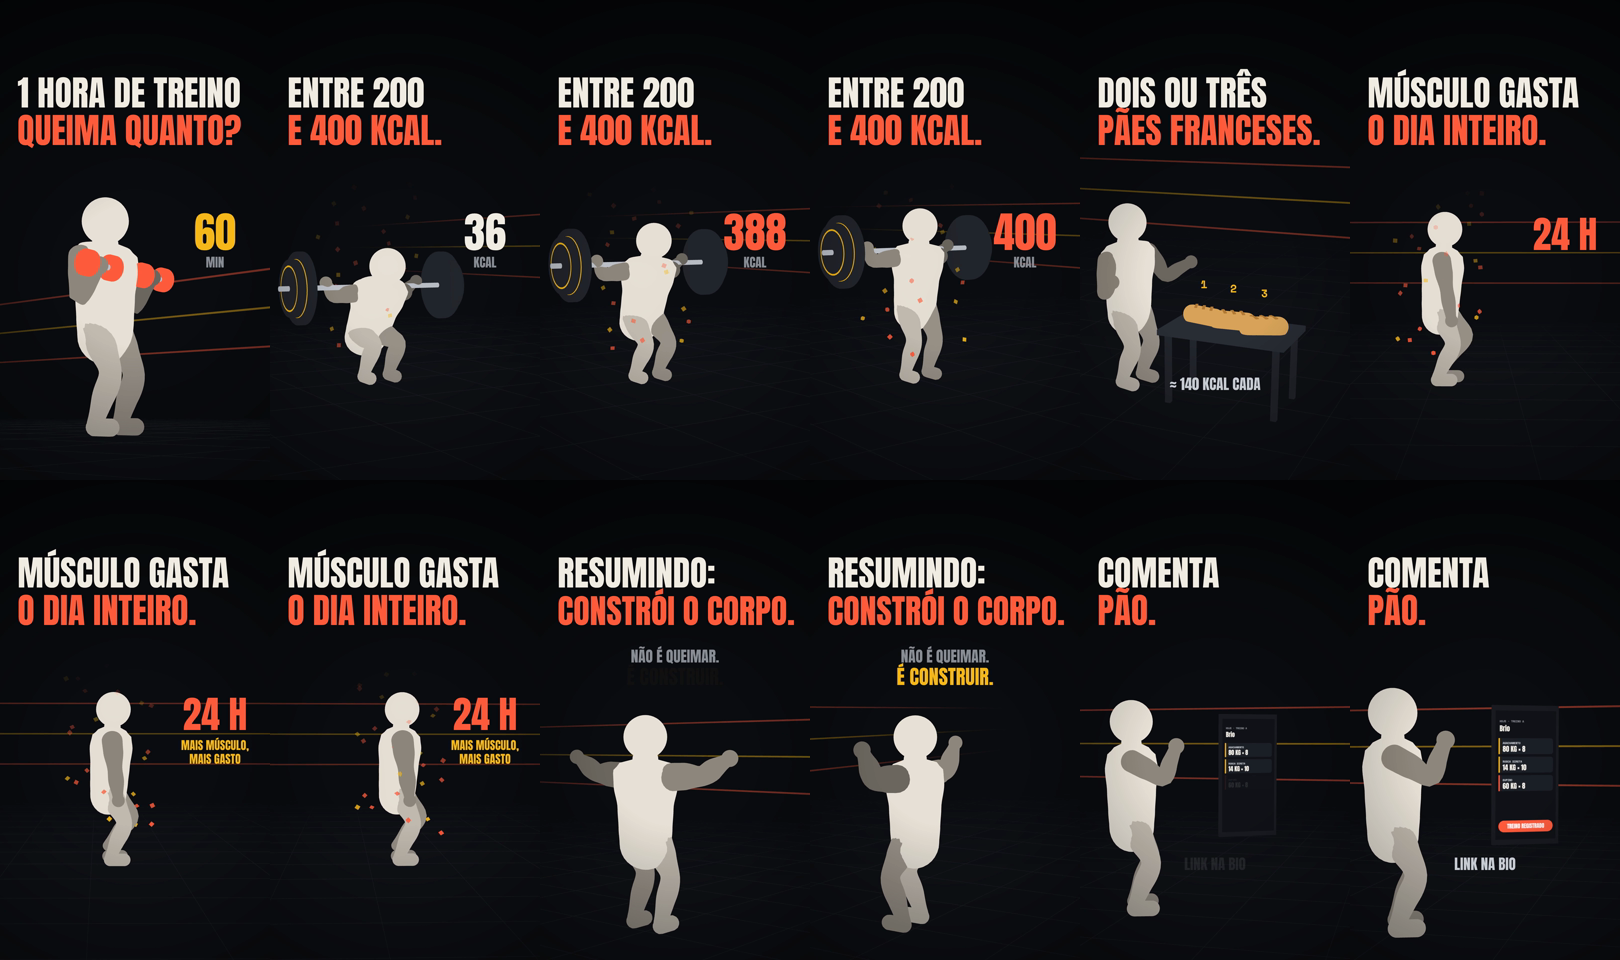 1 HORA DE TREINO
QUEIMA QUANTO?
60
MIN
ENTRE 200
E 400 KCAL.
36
KCAL
ENTRE 200
E 400 KCAL.
388
KCAL
ENTRE 200
E 400 KCAL.
400
KCAL
DOIS OU TRÊS
PÃES FRANCESES.
1 2 3
≈ 140 KCAL CADA
MÚSCULO GASTA
O DIA INTEIRO.
24 H
MÚSCULO GASTA
O DIA INTEIRO.
24 H
MAIS MÚSCULO,
MAIS GASTO
MÚSCULO GASTA
O DIA INTEIRO.
24 H
MAIS MÚSCULO,
MAIS GASTO
RESUMINDO:
CONSTRÓI O CORPO.
NÃO É QUEIMAR.
É CONSTRUIR.
RESUMINDO:
CONSTRÓI O CORPO.
NÃO É QUEIMAR.
É CONSTRUIR.
COMENTA
PÃO.
Brio
80 KG × 8
14 KG × 10
LINK NA BIO
COMENTA
PÃO.
Brio
80 KG × 8
14 KG × 10
60 KG × 8
TREINO REGISTRADO
LINK NA BIO